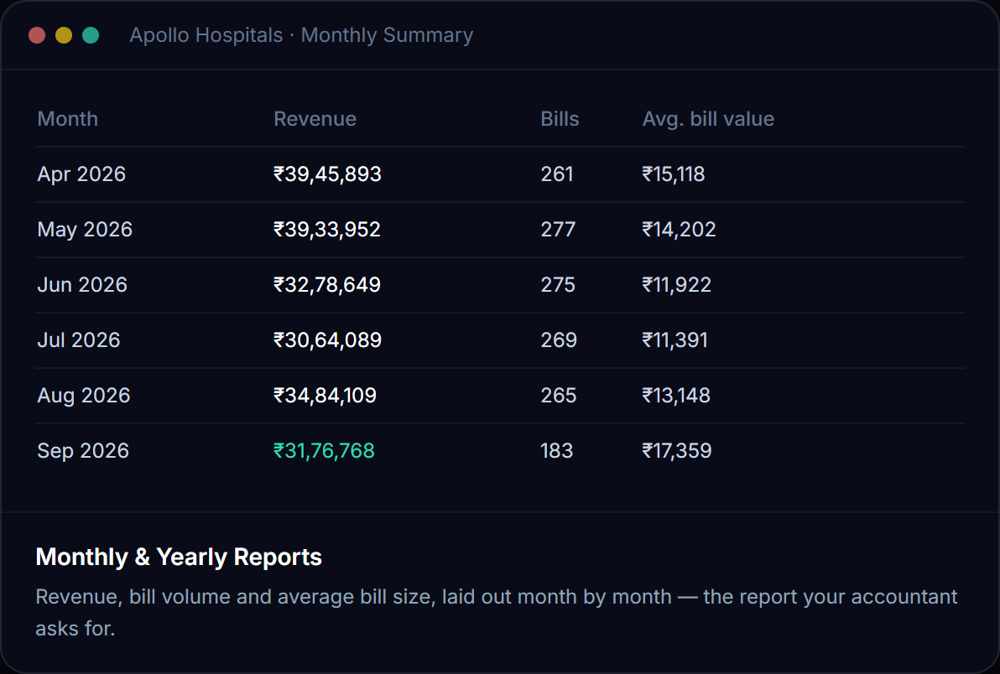 Apollo Hospitals · Monthly Summary
Month Revenue Bills Avg. bill value
Apr 2026 ₹39,45,893 261 ₹15,118
May 2026 ₹39,33,952 277 ₹14,202
Jun 2026 ₹32,78,649 275 ₹11,922
Jul 2026 ₹30,64,089 269 ₹11,391
Aug 2026 ₹34,84,109 265 ₹13,148
Sep 2026 ₹31,76,768 183 ₹17,359
Monthly & Yearly Reports
Revenue, bill volume and average bill size, laid out month by month — the report your accountant
asks for.